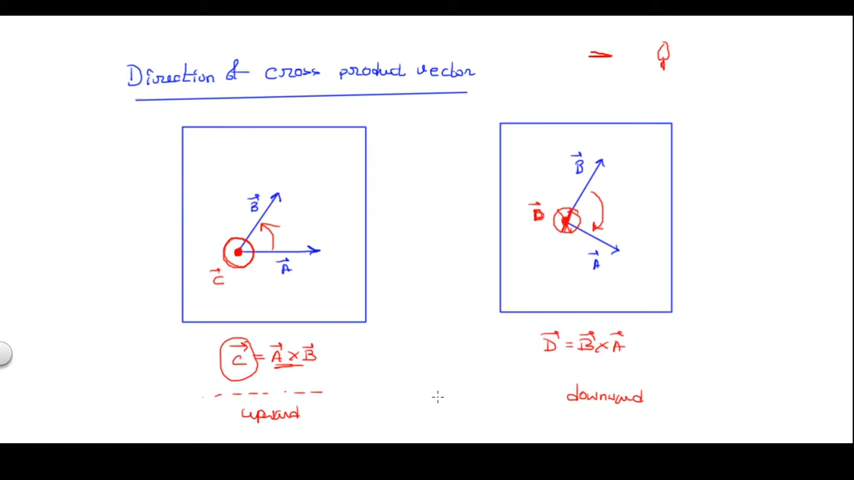 Direction of cross product vector
B⃗
A⃗
C⃗
B⃗
D⃗
A⃗
C⃗ = A⃗ × B⃗
upward
D⃗ = B⃗ × A⃗
downward